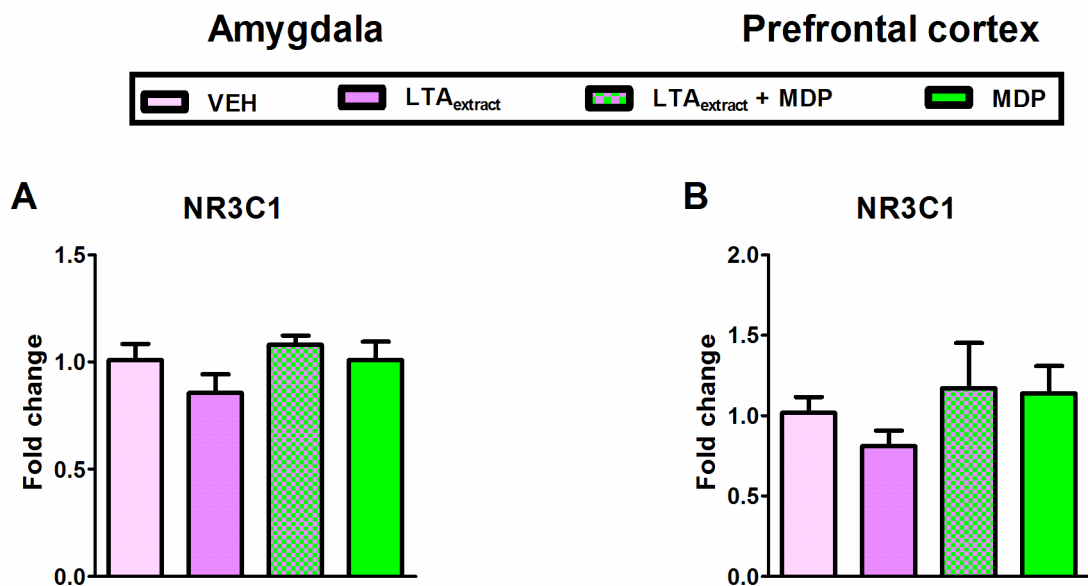 Amygdala Prefrontal cortex
VEH LTAextract LTAextract + MDP MDP
A B
NR3C1 NR3C1
1.5 2.0
1.5
1.0
1.0
0.5
0.5
0.0 0.0
Fold change Fold change